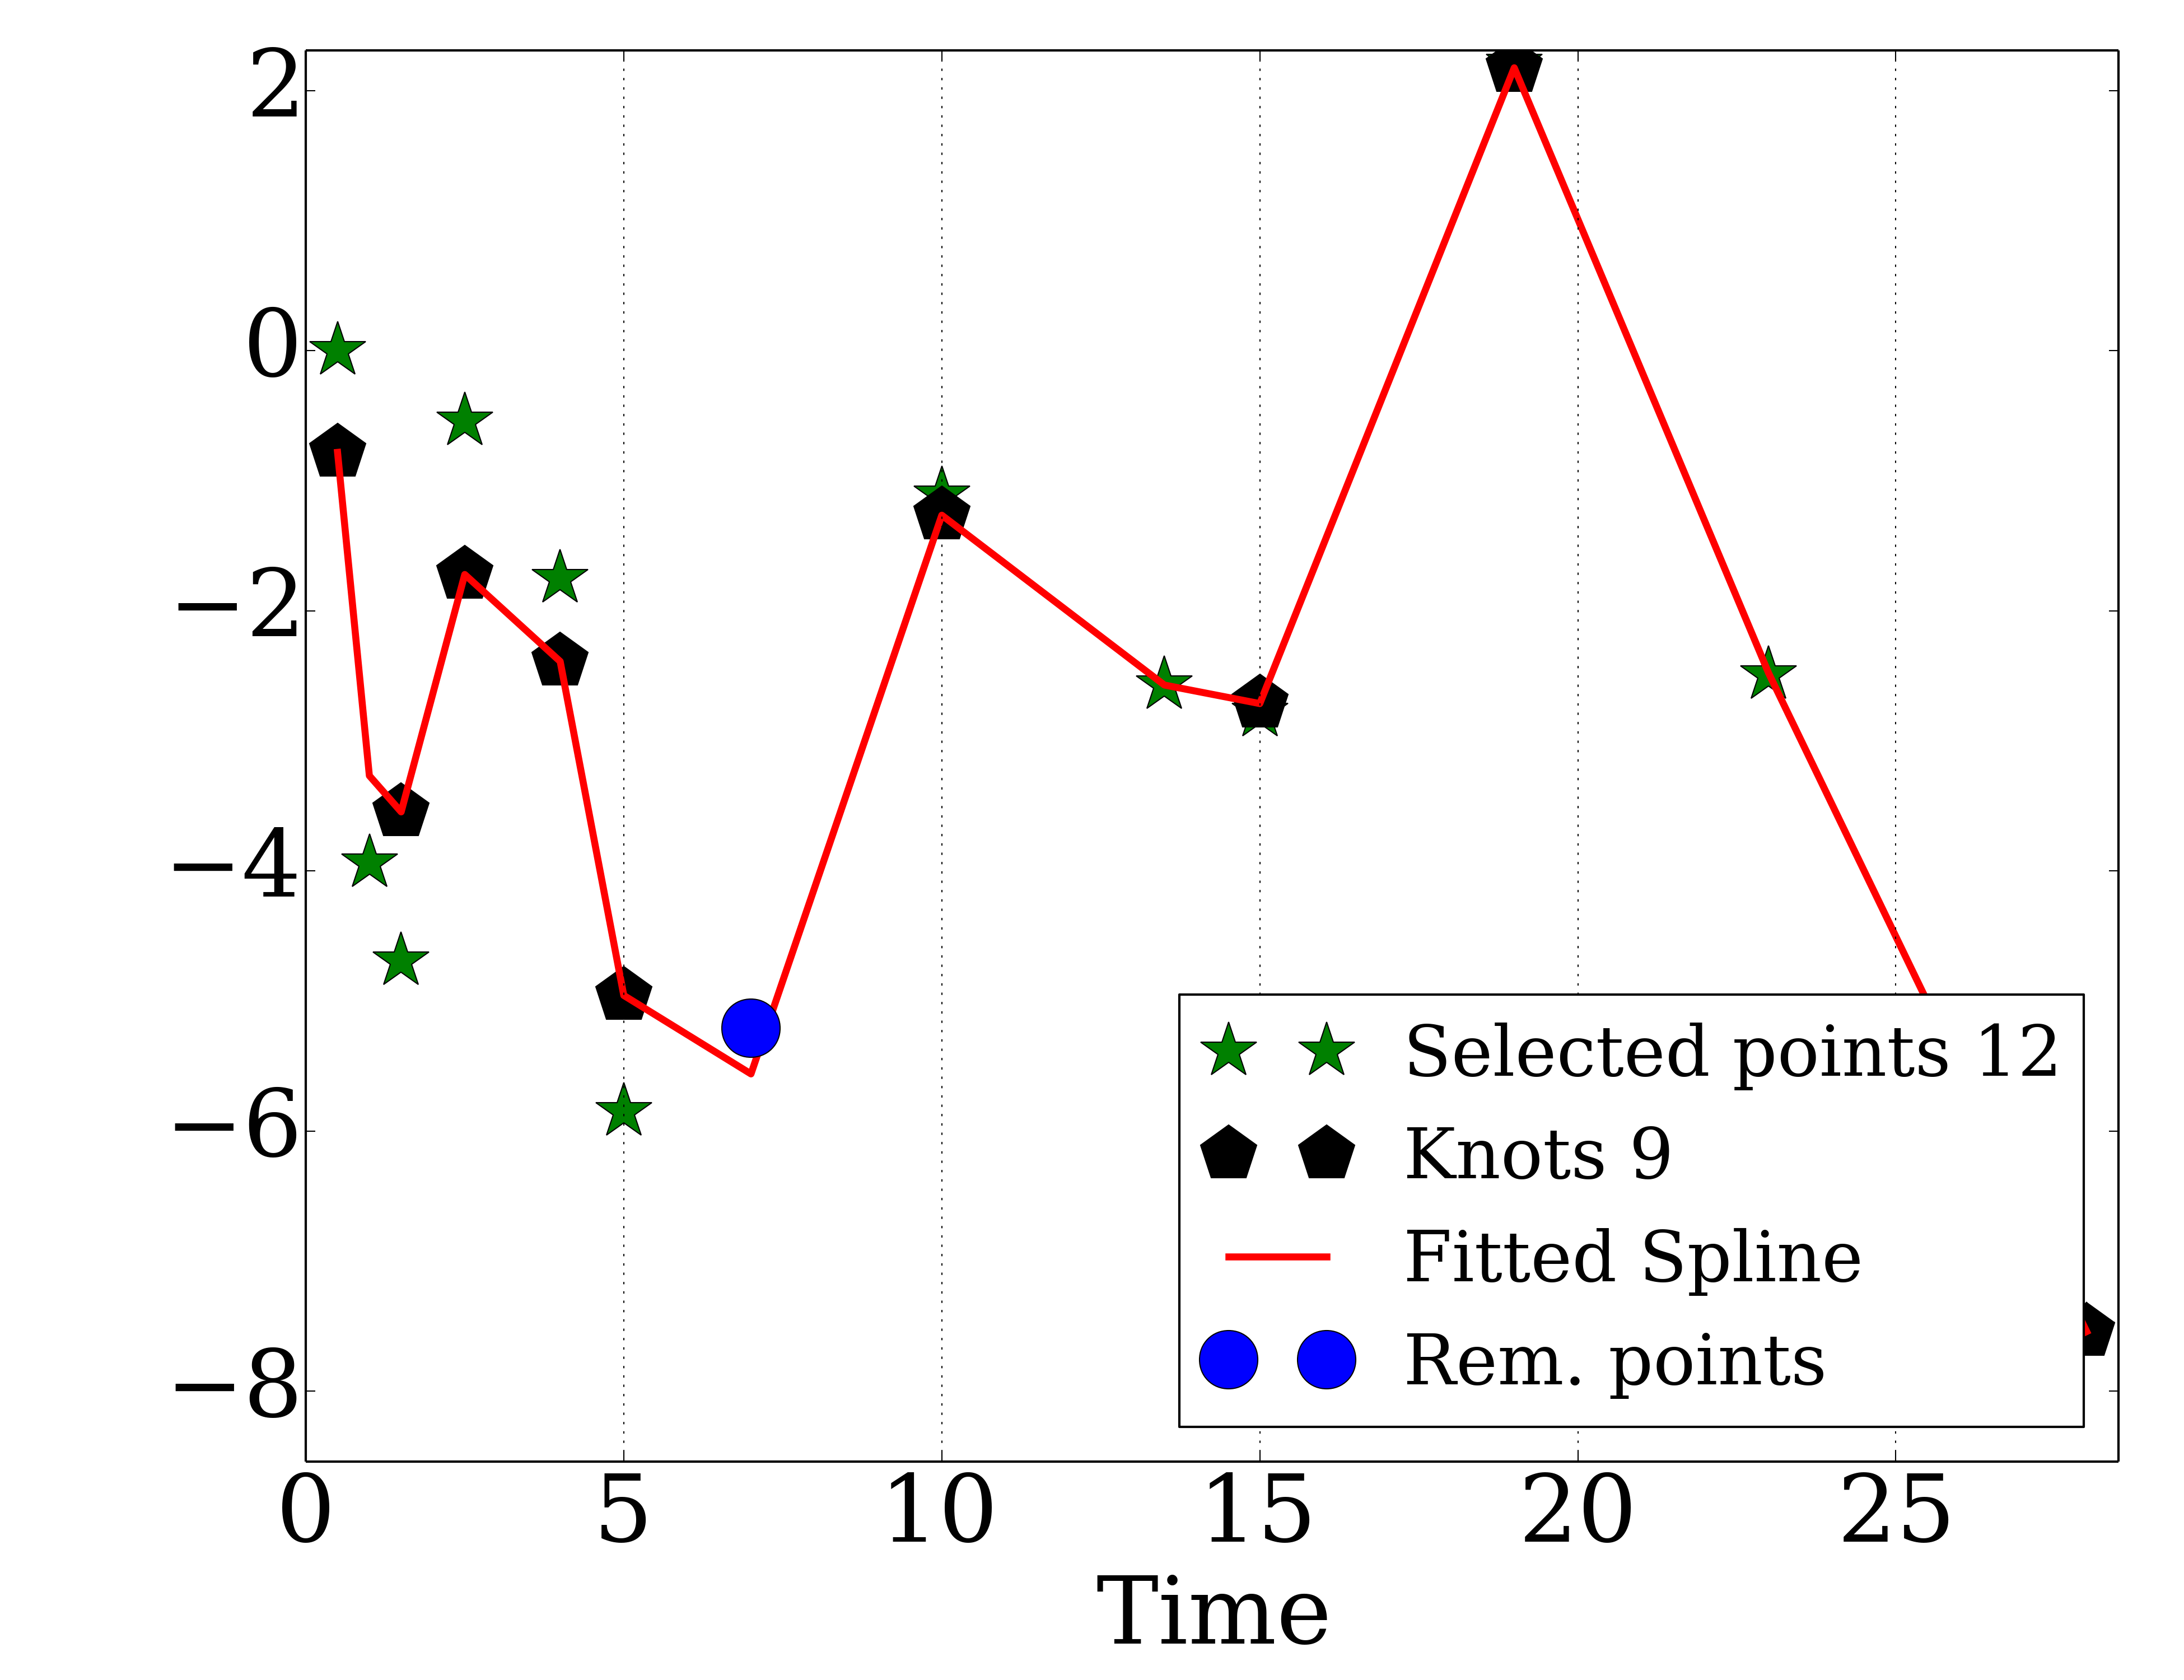 2
0
−2
−4
−6
−8
Selected points 12
Knots 9
Fitted Spline
Rem. points
0 5 10 15 20 25
Time